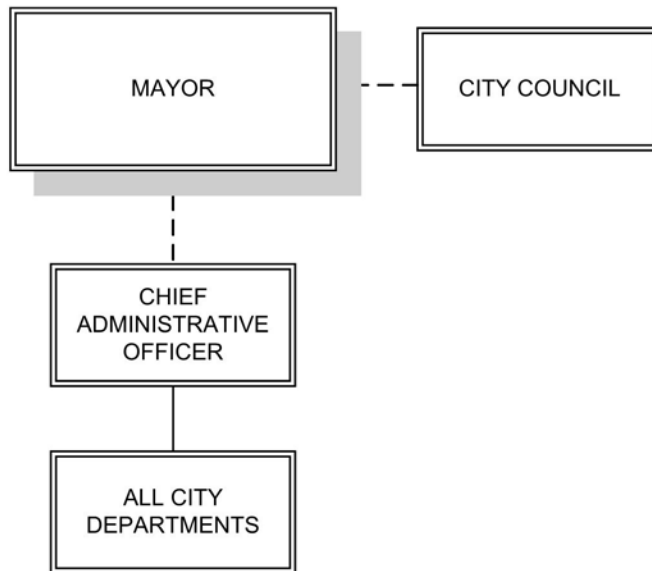 MAYOR
CITY COUNCIL
CHIEF
ADMINISTRATIVE
OFFICER
ALL CITY
DEPARTMENTS